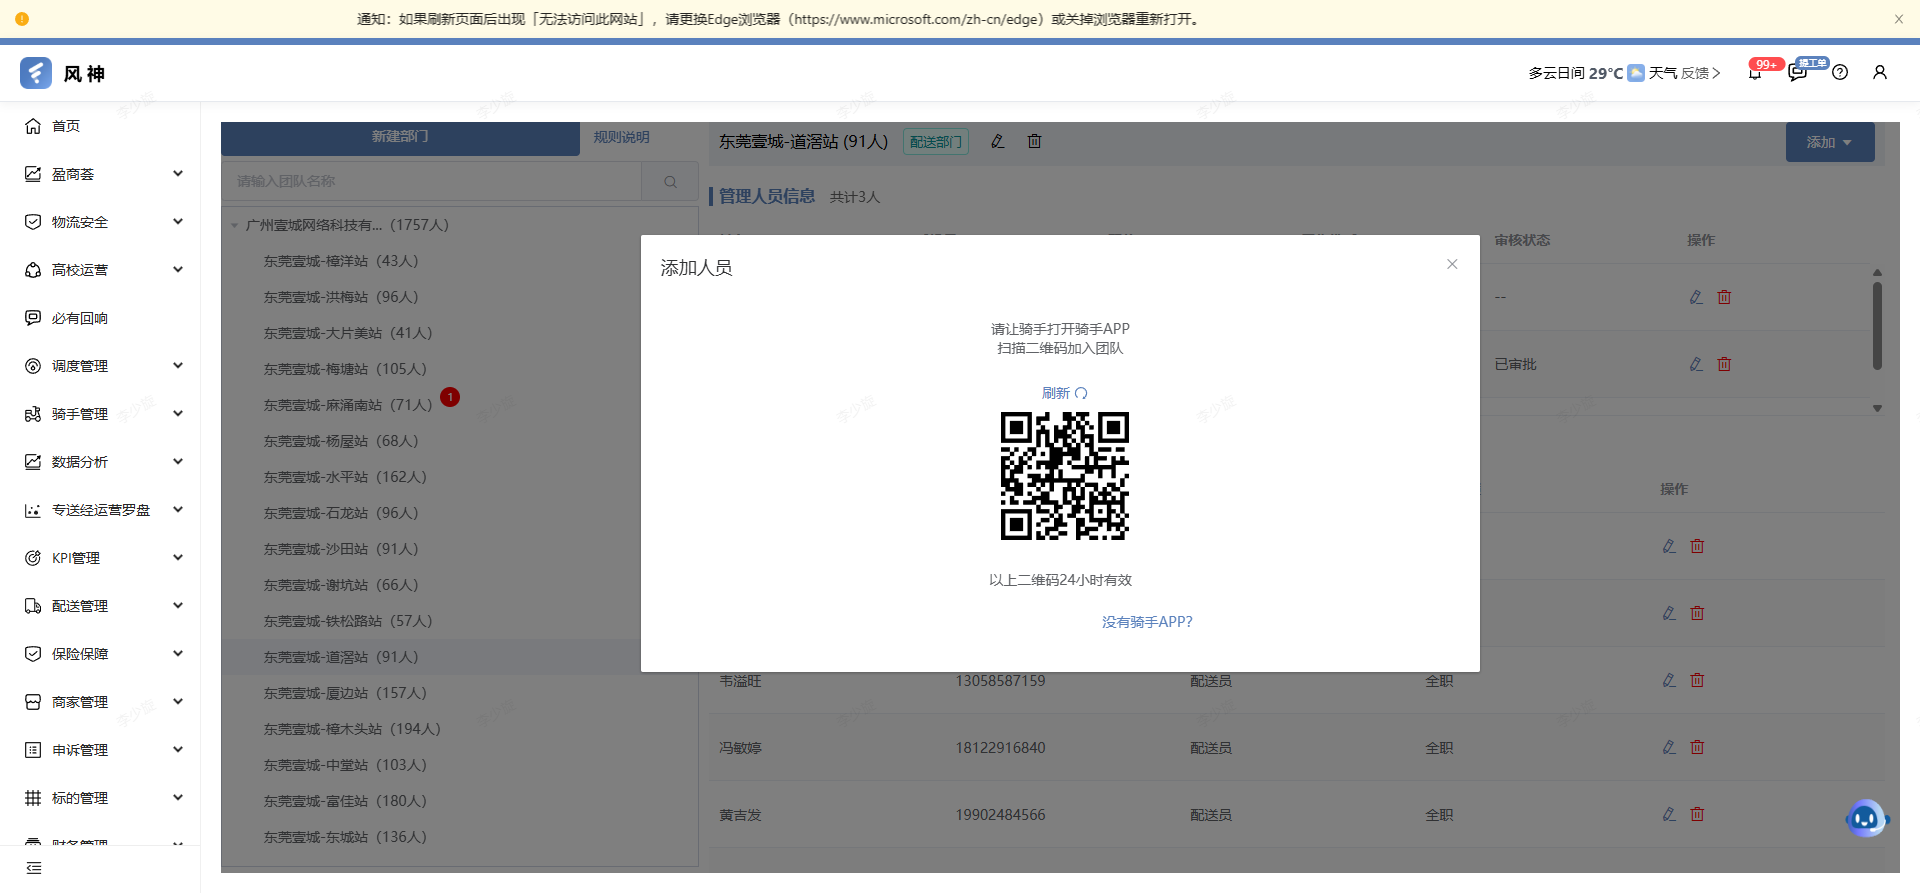 通知：如果刷新页面后出现「无法访问此网站」，请更换Edge浏览器（https://www.microsoft.com/zh-cn/edge）或关掉浏览器重新打开。
风神
多云日间 29°C 天气 反馈
99+
提工单
首页
盈商荟
物流安全
高校运营
必有回响
调度管理
骑手管理
数据分析
专送经运营罗盘
KPI管理
配送管理
保险保障
商家管理
申诉管理
标的管理
财务管理
新建部门
规则说明
请输入团队名称
广州壹城网络科技有... (1757人)
东莞壹城-樟洋站 (43人)
东莞壹城-洪梅站 (96人)
东莞壹城-大片美站 (41人)
东莞壹城-梅塘站 (105人)
东莞壹城-麻涌南站 (71人) 1
东莞壹城-杨屋站 (68人)
东莞壹城-水平站 (162人)
东莞壹城-石龙站 (96人)
东莞壹城-沙田站 (91人)
东莞壹城-谢坑站 (66人)
东莞壹城-铁松路站 (57人)
东莞壹城-道滘站 (91人)
东莞壹城-厦边站 (157人)
东莞壹城-樟木头站 (194人)
东莞壹城-中堂站 (103人)
东莞壹城-富佳站 (180人)
东莞壹城-东城站 (136人)
东莞壹城-道滘站 (91人) 配送部门
添加
管理人员信息 共计3人
审核状态 操作
--
已审批
操作
添加人员
请让骑手打开骑手APP
扫描二维码加入团队
刷新
以上二维码24小时有效
没有骑手APP?
韦溢旺 13058587159 配送员 全职
冯敏婷 18122916840 配送员 全职
黄吉发 19902484566 配送员 全职